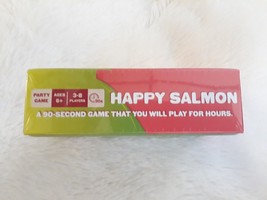 PARTY GAME
AGES 6+
3-8 PLAYERS
HAPPY SALMON
A 90-SECOND GAME THAT YOU WILL PLAY FOR HOURS.